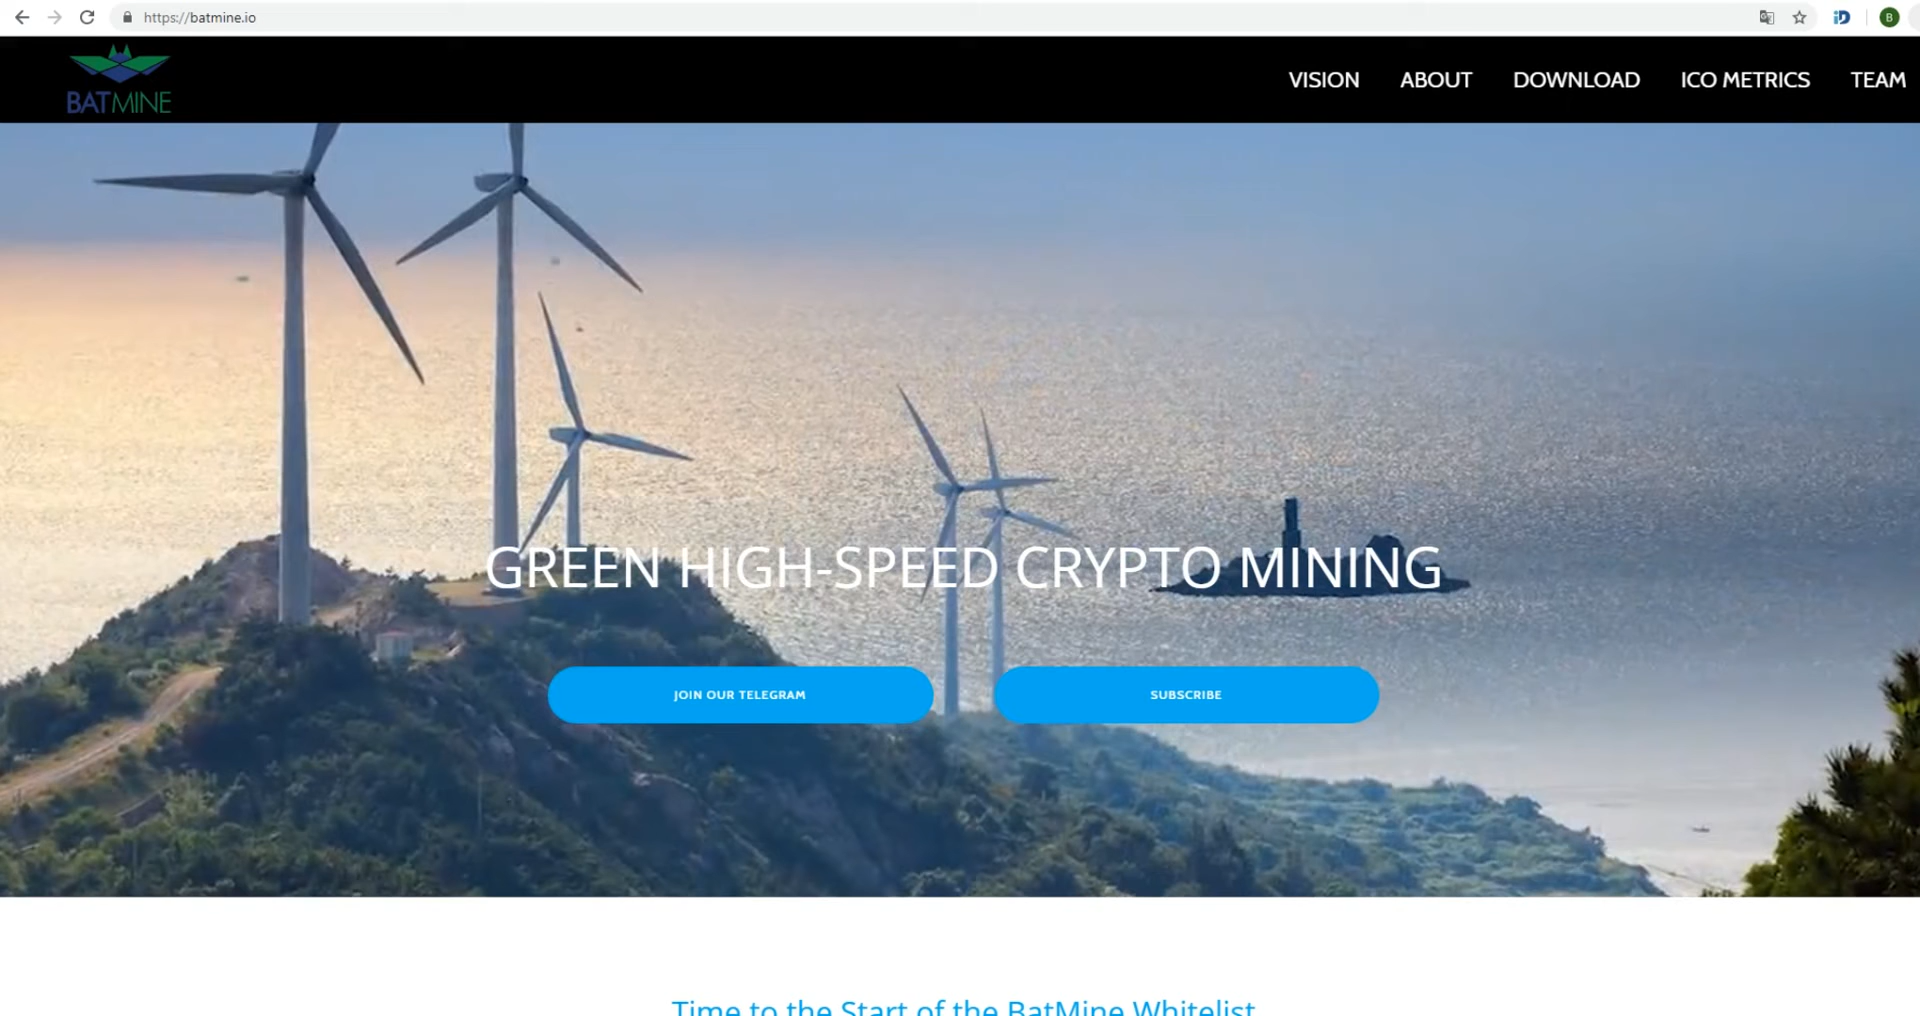 https://batmine.io
B
BATMINE
VISION ABOUT DOWNLOAD ICO METRICS TEAM
GREEN HIGH-SPEED CRYPTO MINING
JOIN OUR TELEGRAM SUBSCRIBE
Time to the Start of the BatMine Whitelist